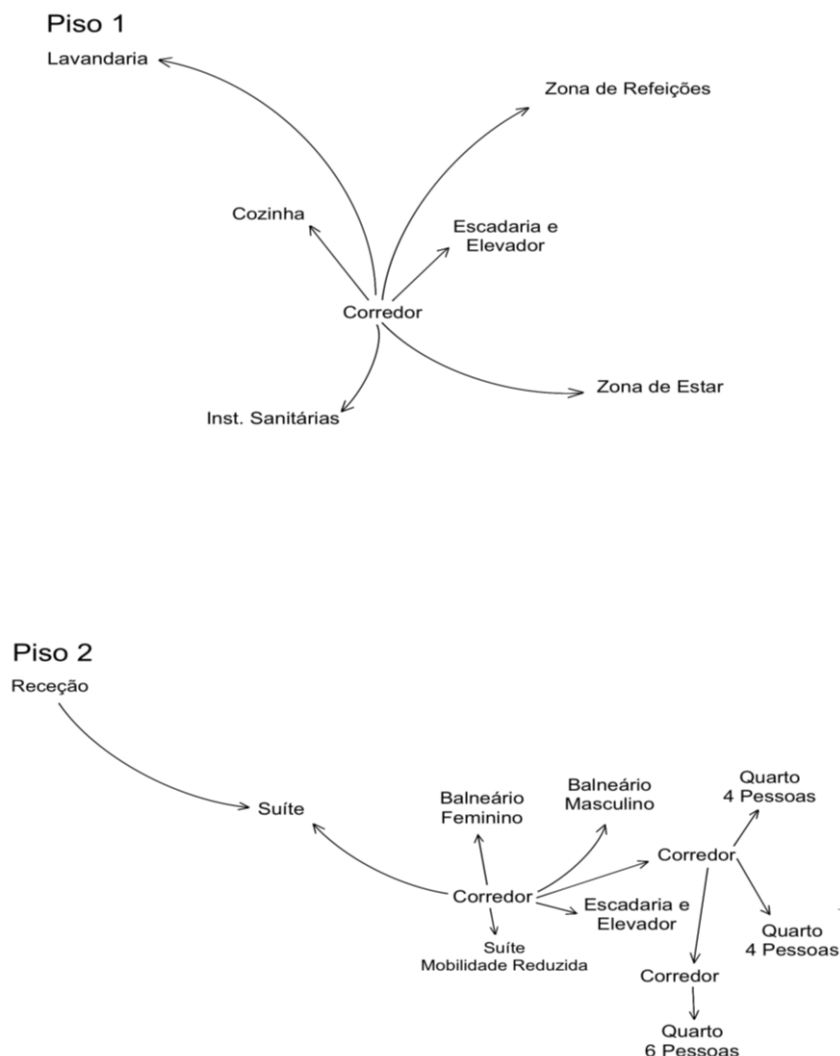 Piso 1
Lavandaria
Zona de Refeições
Cozinha
Escadaria e
Elevador
Corredor
Zona de Estar
Inst. Sanitárias
Piso 2
Receção
Suíte
Balneário
Feminino
Balneário
Masculino
Quarto
4 Pessoas
Corredor
Corredor
Escadaria e
Elevador
Suíte
Mobilidade Reduzida
Quarto
4 Pessoas
Corredor
Quarto
6 Pessoas